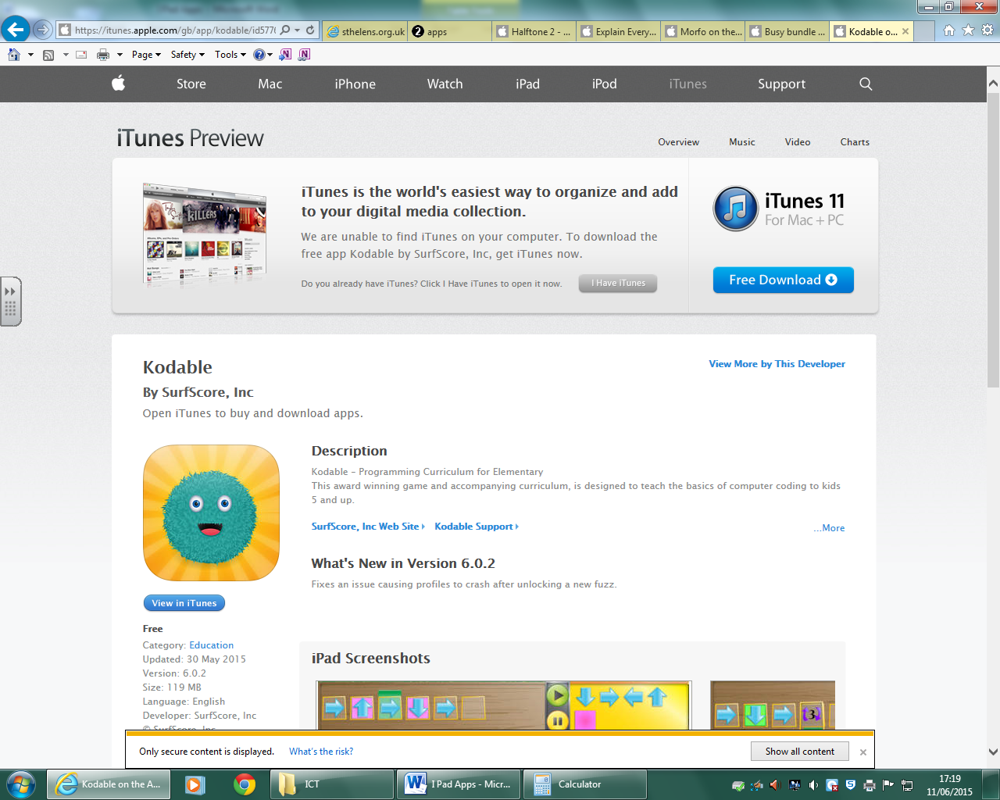 https://itunes.apple.com/gb/app/kodable/id577
sthelens.org.uk
apps
Halftone 2 - ...
Explain Every...
Morfo on the...
Busy bundle ...
Kodable o...
Page
Safety
Tools
Store
Mac
iPhone
Watch
iPad
iPod
iTunes
Support
iTunes Preview
Overview
Music
Video
Charts
iTunes is the world's easiest way to organize and add
to your digital media collection.
We are unable to find iTunes on your computer. To download the
free app Kodable by SurfScore, Inc, get iTunes now.
Do you already have iTunes? Click I Have iTunes to open it now.
I Have iTunes
iTunes 11
For Mac + PC
Free Download
KILLERS
Kodable
View More by This Developer
By SurfScore, Inc
Open iTunes to buy and download apps.
Description
Kodable - Programming Curriculum for Elementary
This award winning game and accompanying curriculum, is designed to teach the basics of computer coding to kids
5 and up.
SurfScore, Inc Web Site
Kodable Support
...More
What's New in Version 6.0.2
Fixes an issue causing profiles to crash after unlocking a new fuzz.
View in iTunes
Free
Category: Education
Updated: 30 May 2015
Version: 6.0.2
Size: 119 MB
Language: English
Developer: SurfScore, Inc
© SurfScore, Inc
iPad Screenshots
3
Only secure content is displayed.
What's the risk?
Show all content
Kodable on the A...
ICT
I Pad Apps - Micr...
Calculator
17:19
11/06/2015